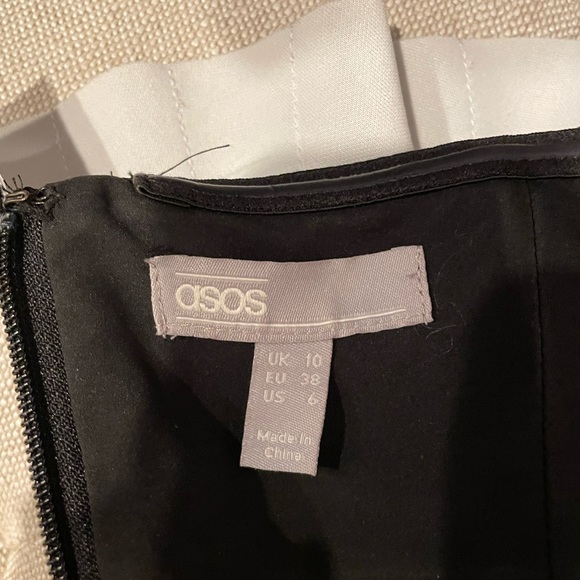 asos
UK 10
EU 38
US 6
Made in
China